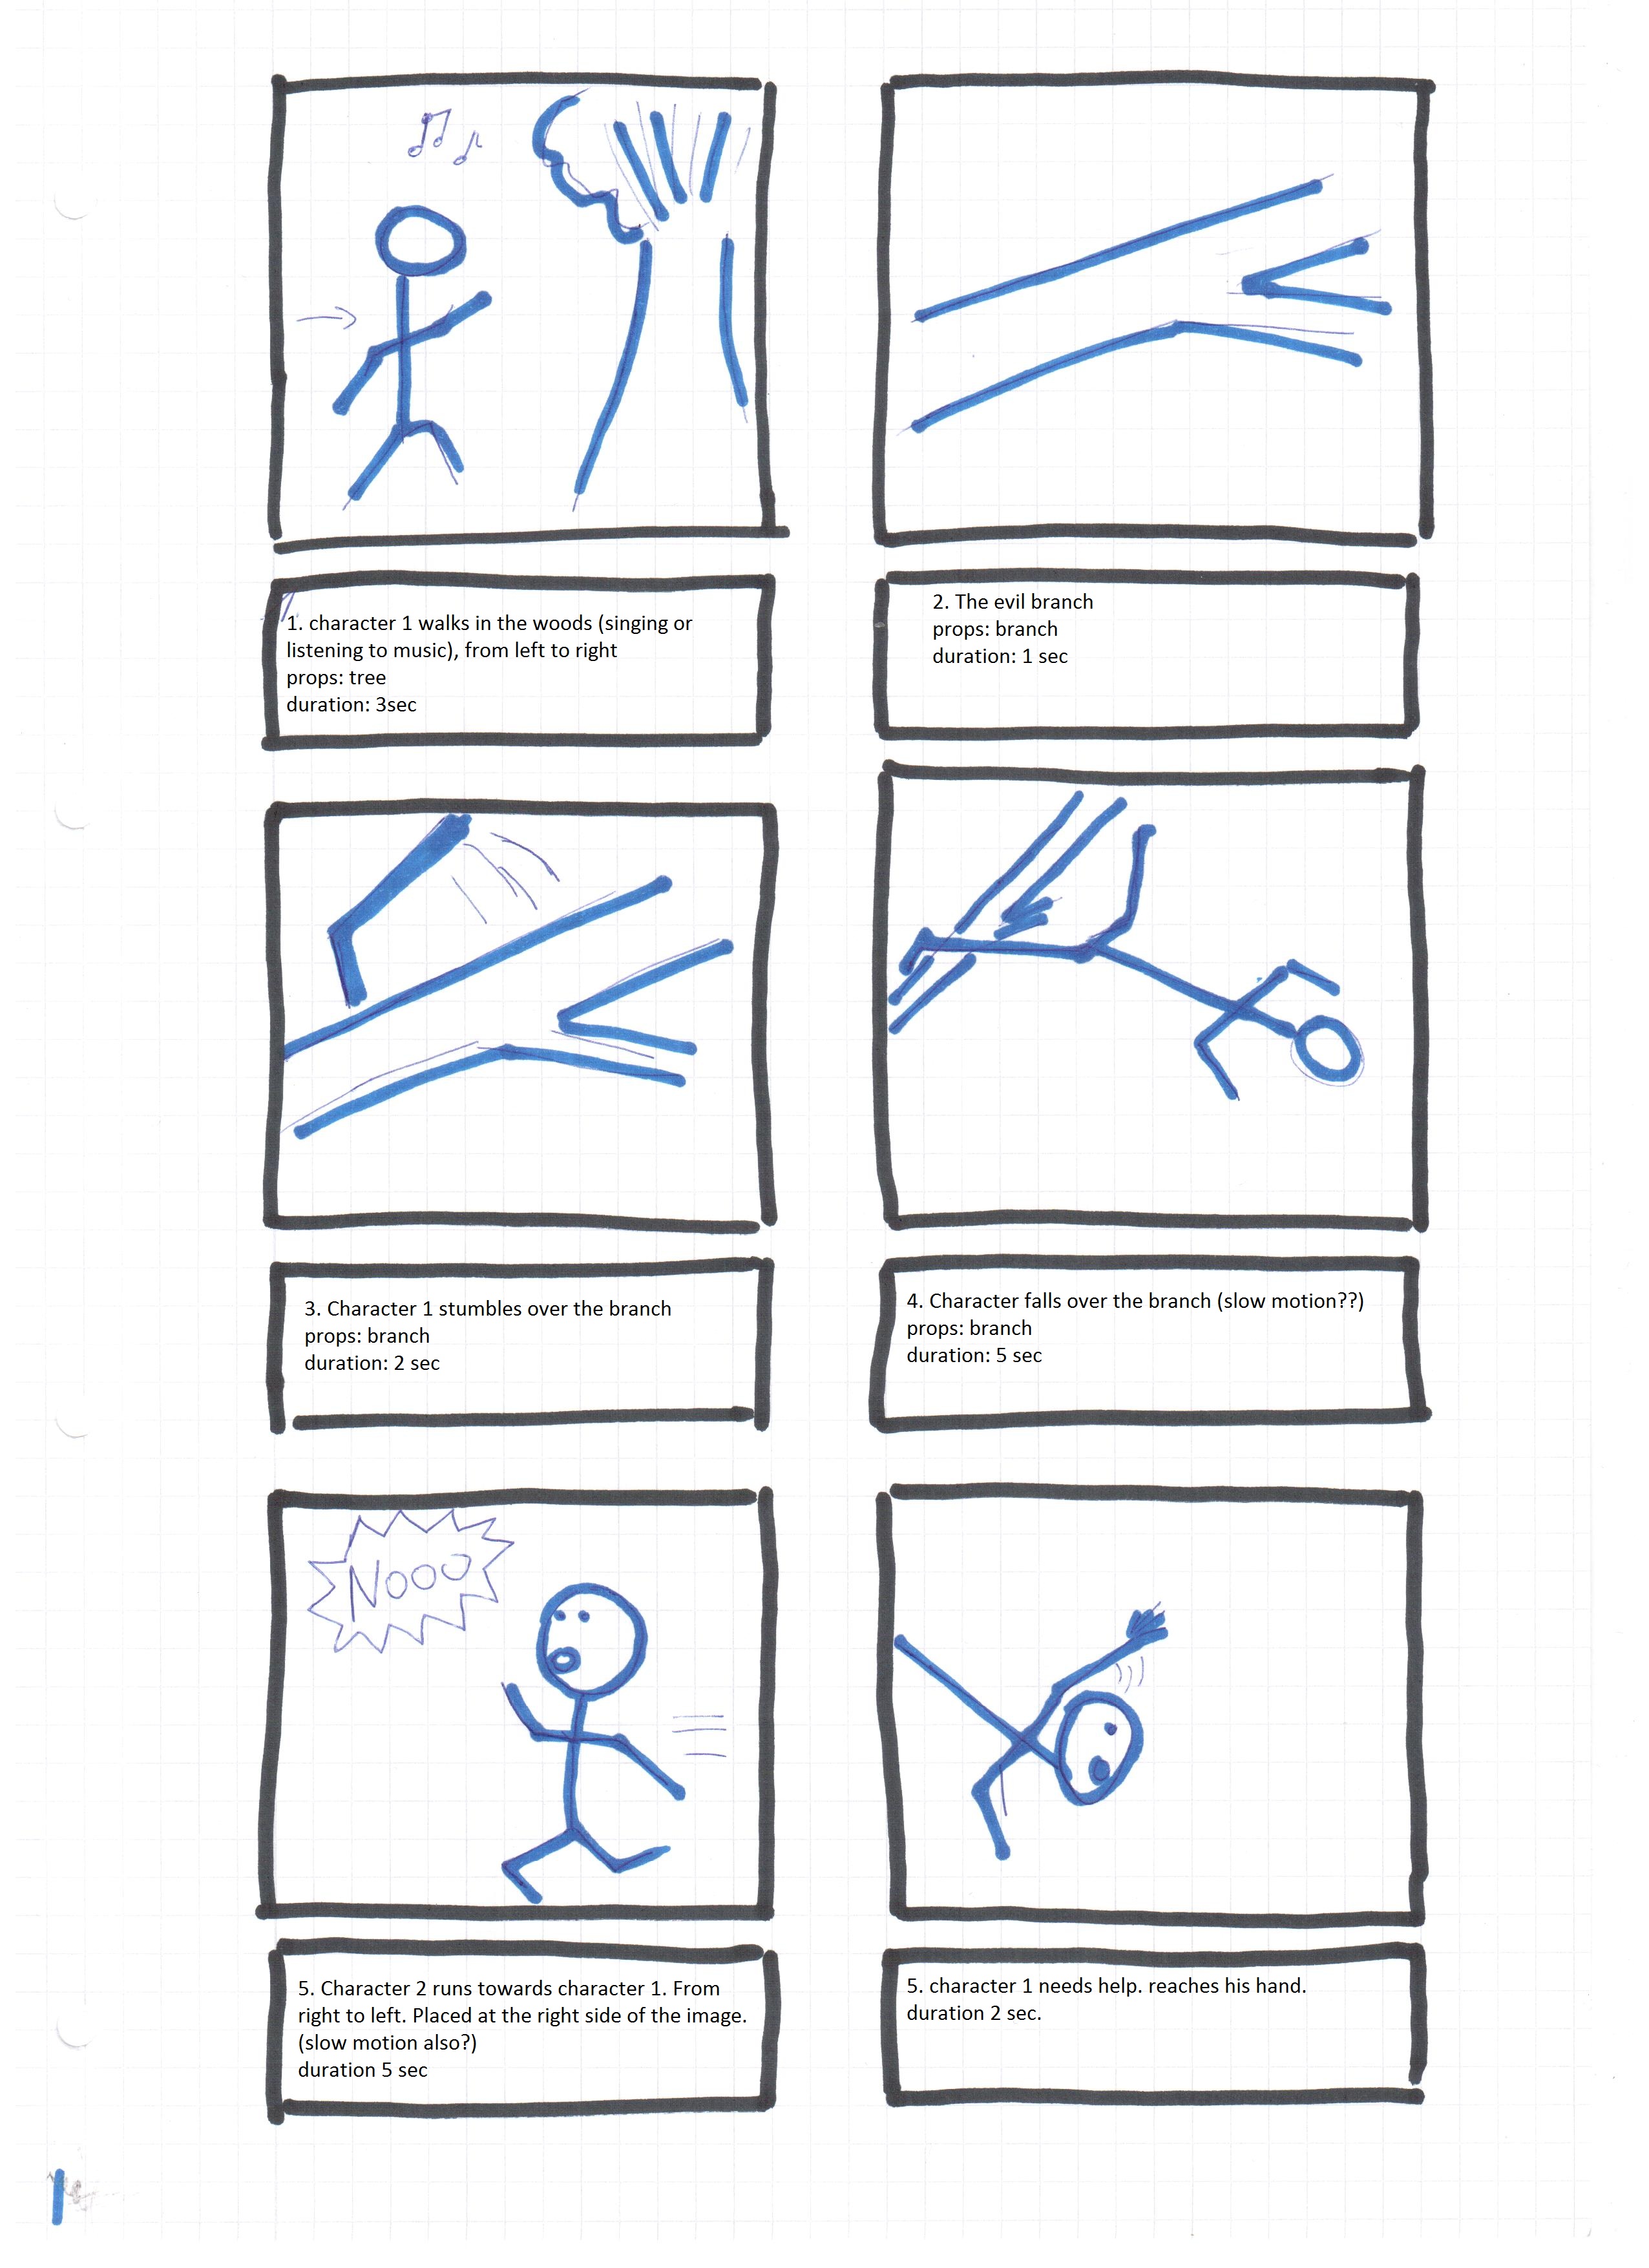 1. character 1 walks in the woods (singing or
listening to music), from left to right
props: tree
duration: 3sec
2. The evil branch
props: branch
duration: 1 sec
3. Character 1 stumbles over the branch
props: branch
duration: 2 sec
4. Character falls over the branch (slow motion??)
props: branch
duration: 5 sec
NOOO
5. Character 2 runs towards character 1. From
right to left. Placed at the right side of the image.
(slow motion also?)
duration 5 sec
5. character 1 needs help. reaches his hand.
duration 2 sec.
1